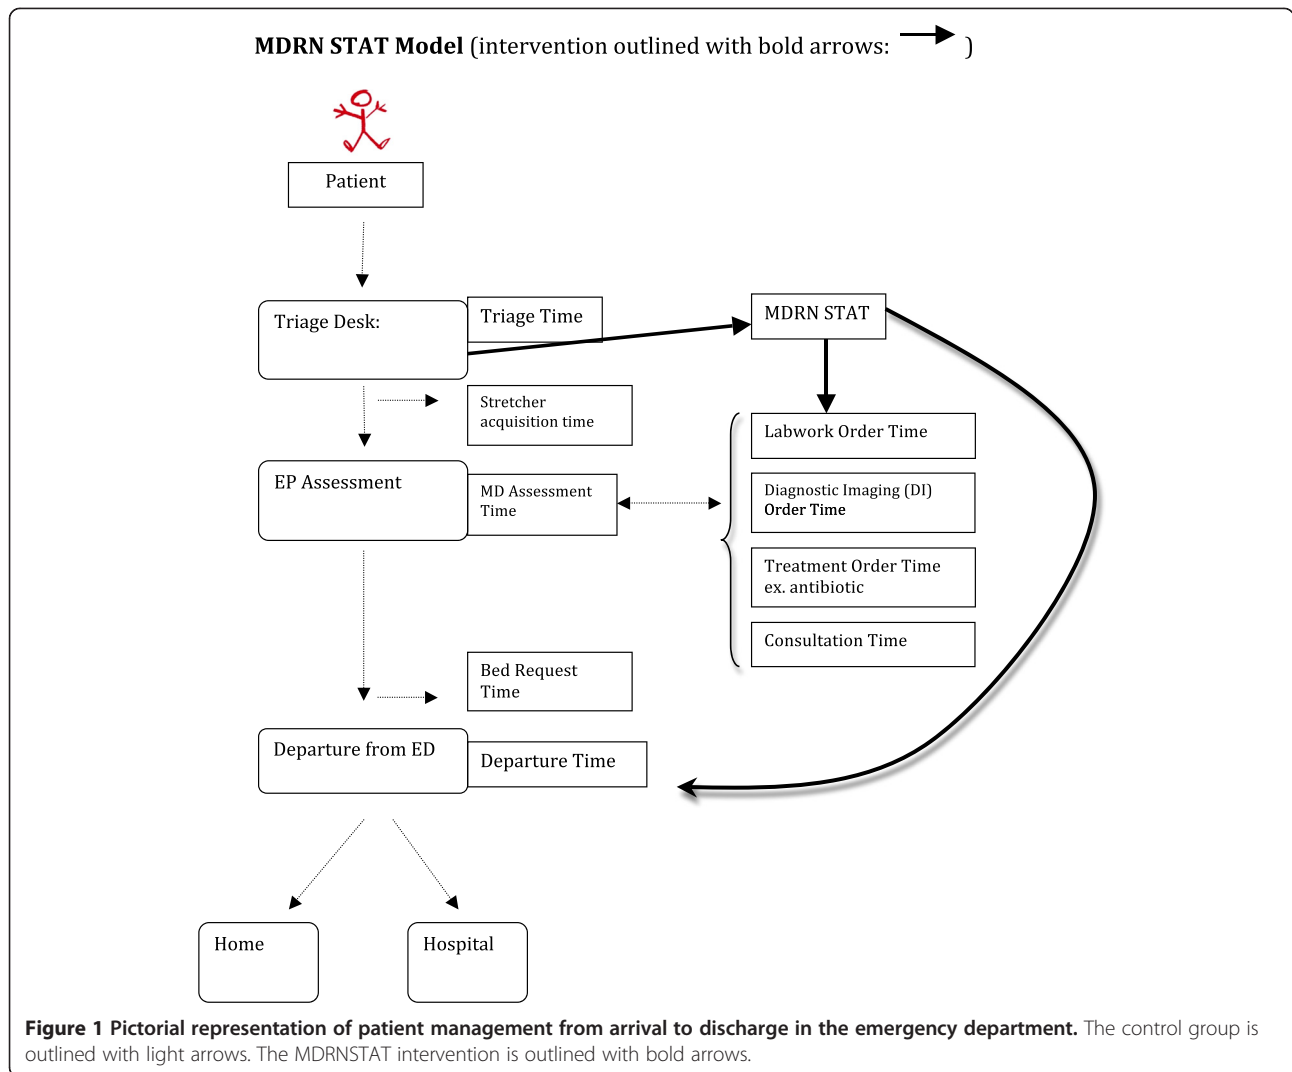 MDRN STAT Model (intervention outlined with bold arrows: )
Patient
Triage Desk:
Triage Time
MDRN STAT
Stretcher
acquisition time
Labwork Order Time
EP Assessment
MD Assessment
Time
Diagnostic Imaging (DI)
Order Time
Treatment Order Time
ex. antibiotic
Consultation Time
Bed Request
Time
Departure from ED
Departure Time
Home
Hospital
Figure 1 Pictorial representation of patient management from arrival to discharge in the emergency department. The control group is
outlined with light arrows. The MDRNSTAT intervention is outlined with bold arrows.